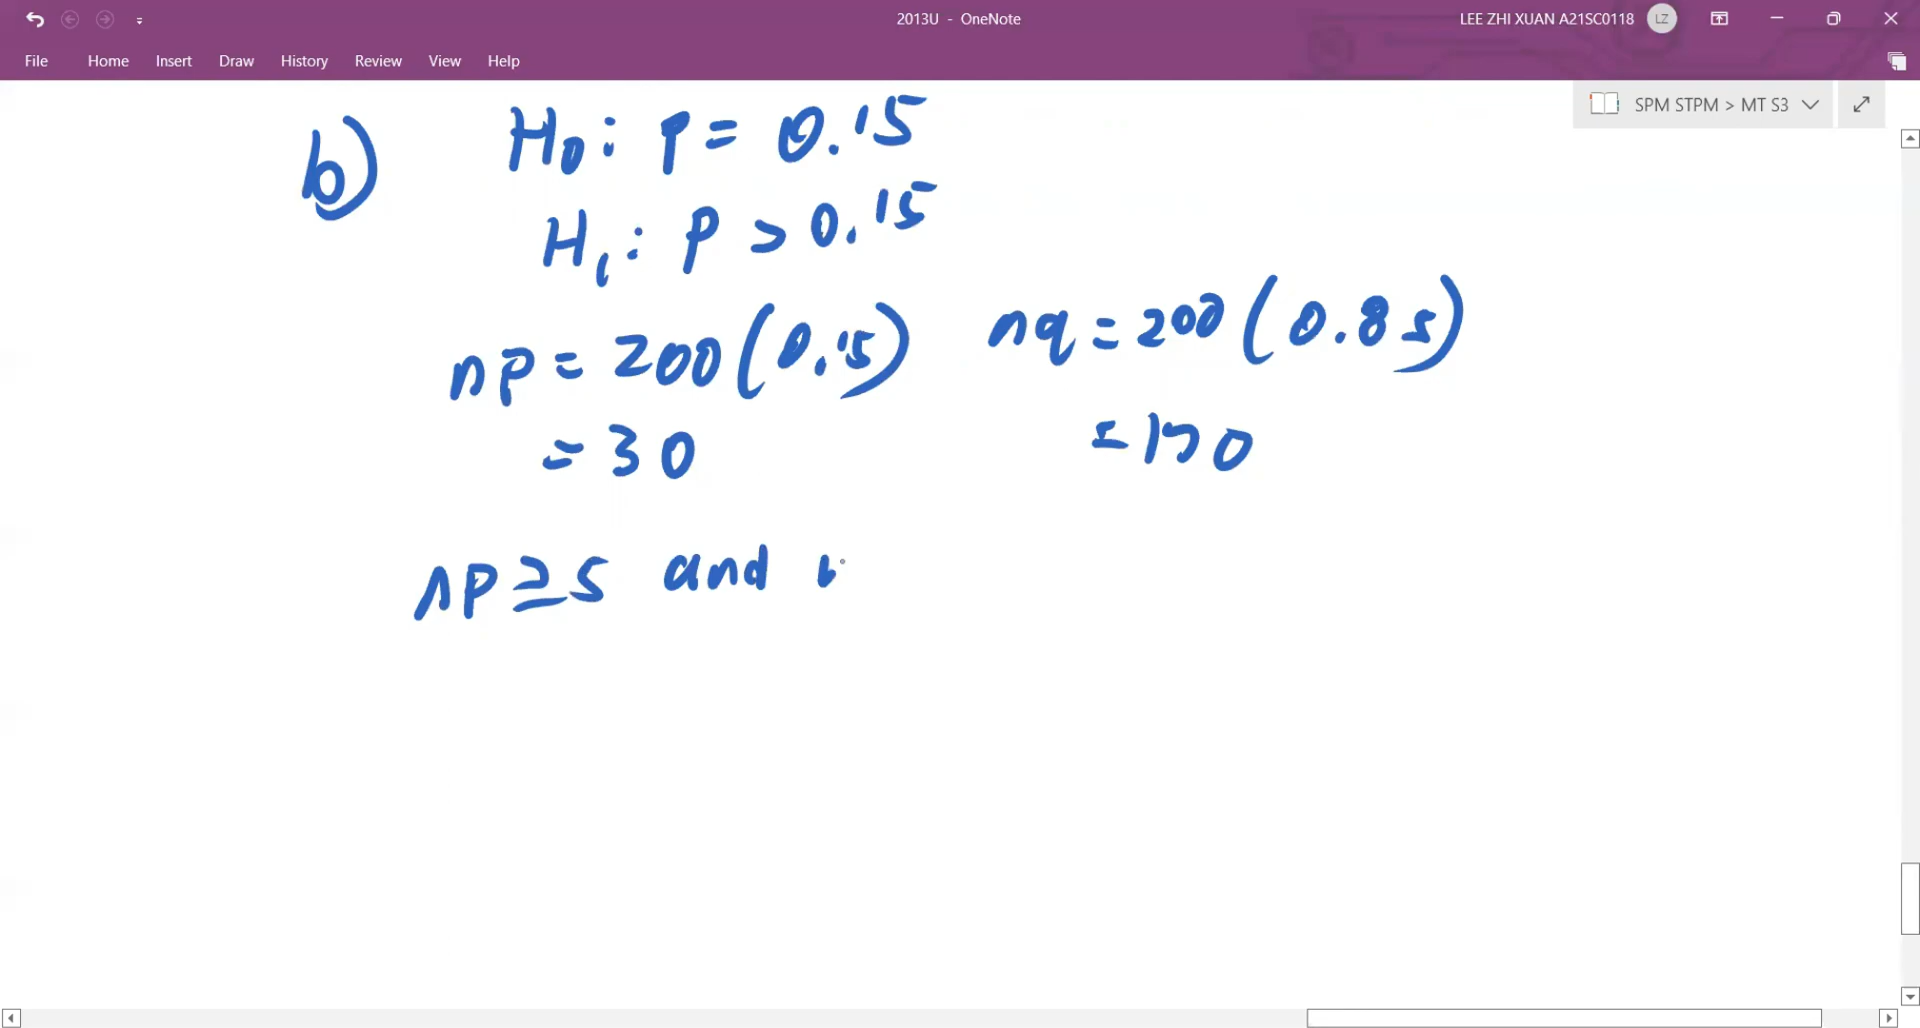 2013U - OneNote
LEE ZHI XUAN A21SC0118
LZ
File Home Insert Draw History Review View Help
SPM STPM > MT S3
b) H₀: p = 0.15
H₁: p > 0.15
np = 200(0.15) nq = 200(0.85)
= 30 = 170
np ≥ 5 and